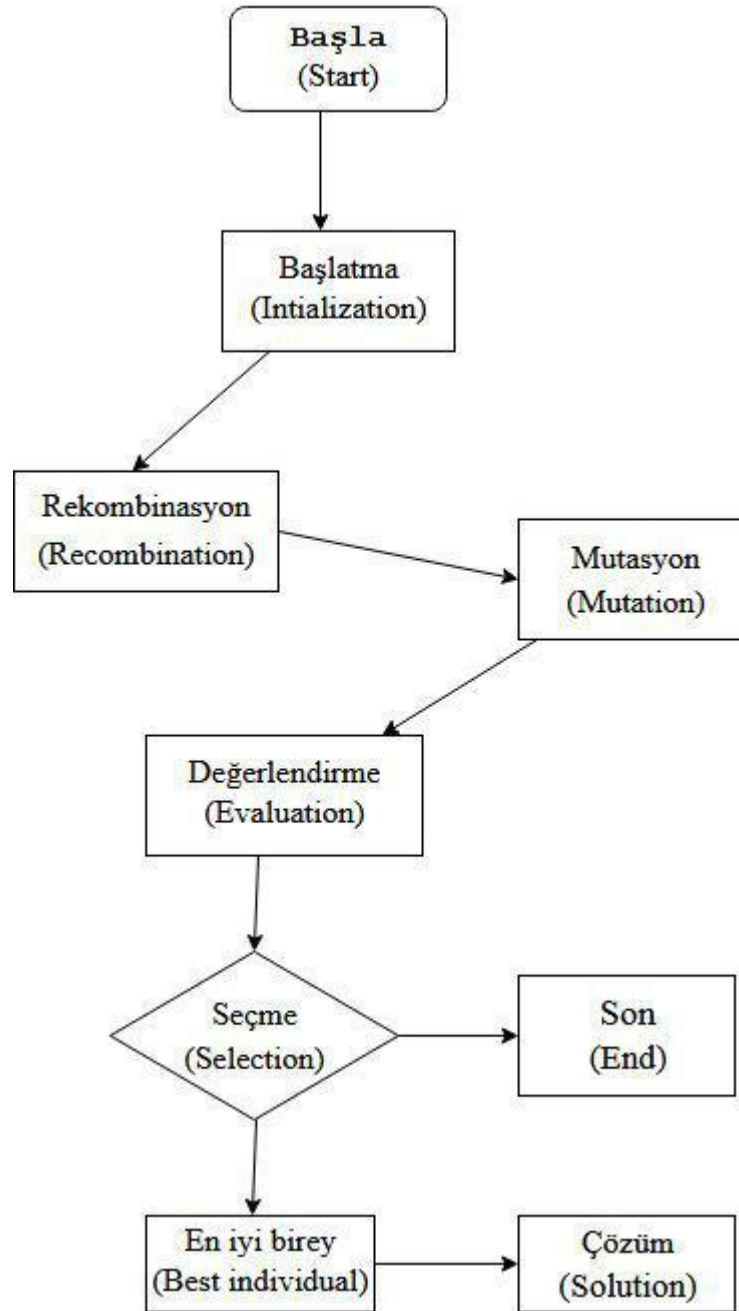 Başla
(Start)
Başlatma
(Intialization)
Rekombinasyon
(Recombination)
Mutasyon
(Mutation)
Değerlendirme
(Evaluation)
Seçme
(Selection)
Son
(End)
En iyi birey
(Best individual)
Çözüm
(Solution)